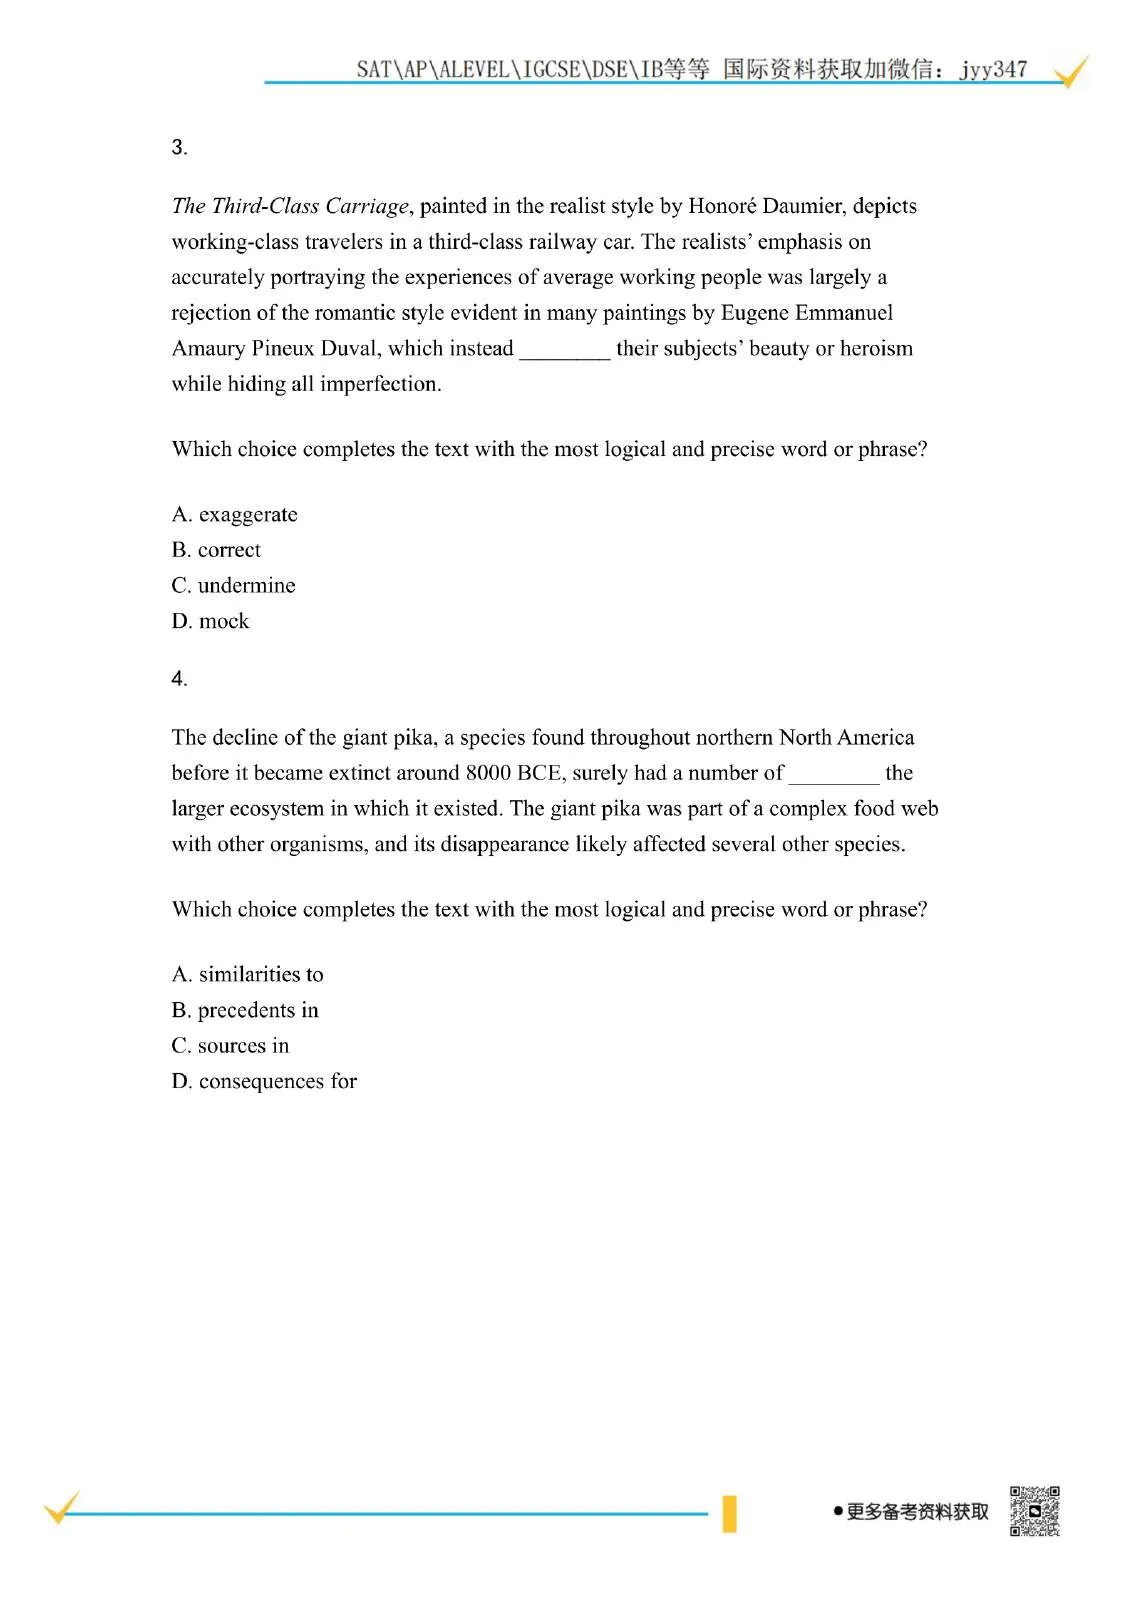 SAT\AP\ALEVEL\IGCSE\DSE\IB等等 国际资料获取加微信：jyy347
3.
The Third-Class Carriage, painted in the realist style by Honoré Daumier, depicts
working-class travelers in a third-class railway car. The realists’ emphasis on
accurately portraying the experiences of average working people was largely a
rejection of the romantic style evident in many paintings by Eugene Emmanuel
Amaury Pineux Duval, which instead ________ their subjects’ beauty or heroism
while hiding all imperfection.
Which choice completes the text with the most logical and precise word or phrase?
A. exaggerate
B. correct
C. undermine
D. mock
4.
The decline of the giant pika, a species found throughout northern North America
before it became extinct around 8000 BCE, surely had a number of ________ the
larger ecosystem in which it existed. The giant pika was part of a complex food web
with other organisms, and its disappearance likely affected several other species.
Which choice completes the text with the most logical and precise word or phrase?
A. similarities to
B. precedents in
C. sources in
D. consequences for
●更多备考资料获取